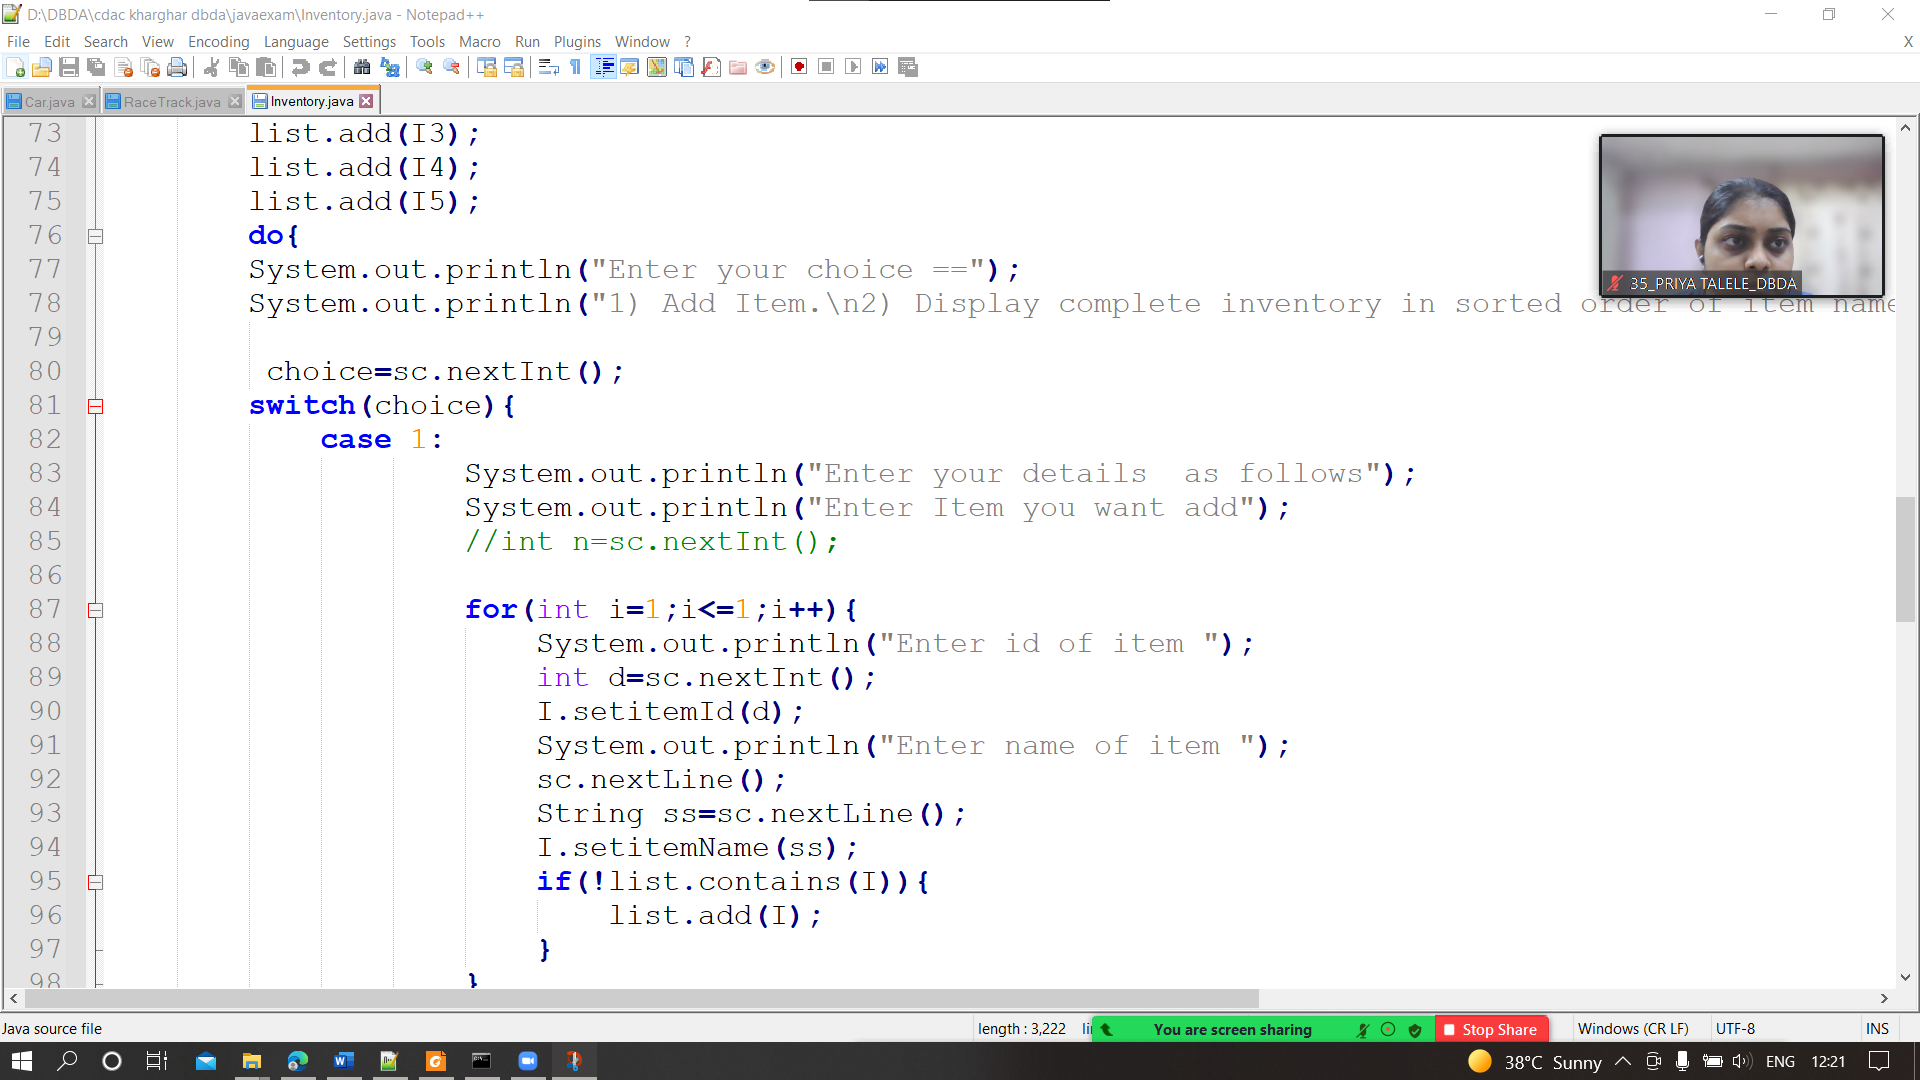 D:\DBDA\cdac kharghar dbda\javaexam\Inventory.java - Notepad++
File Edit Search View Encoding Language Settings Tools Macro Run Plugins Window ? X
Car.java RaceTrack.java Inventory.java
73 list.add(I3);
74 list.add(I4);
75 list.add(I5);
76 do{
77 System.out.println("Enter your choice ==");
78 System.out.println("1) Add Item.\n2) Display complete inventory in sorted order of item name
79
80 choice=sc.nextInt();
81 switch(choice){
82 case 1:
83 System.out.println("Enter your details  as follows");
84 System.out.println("Enter Item you want add");
85 //int n=sc.nextInt();
86
87 for(int i=1;i<=1;i++){
88 System.out.println("Enter id of item ");
89 int d=sc.nextInt();
90 I.setitemId(d);
91 System.out.println("Enter name of item ");
92 sc.nextLine();
93 String ss=sc.nextLine();
94 I.setitemName(ss);
95 if(!list.contains(I)){
96 list.add(I);
97 }
98 }
35_PRIYA TALELE_DBDA
Java source file length : 3,222 You are screen sharing Stop Share Windows (CR LF) UTF-8 INS
38°C Sunny ENG 12:21